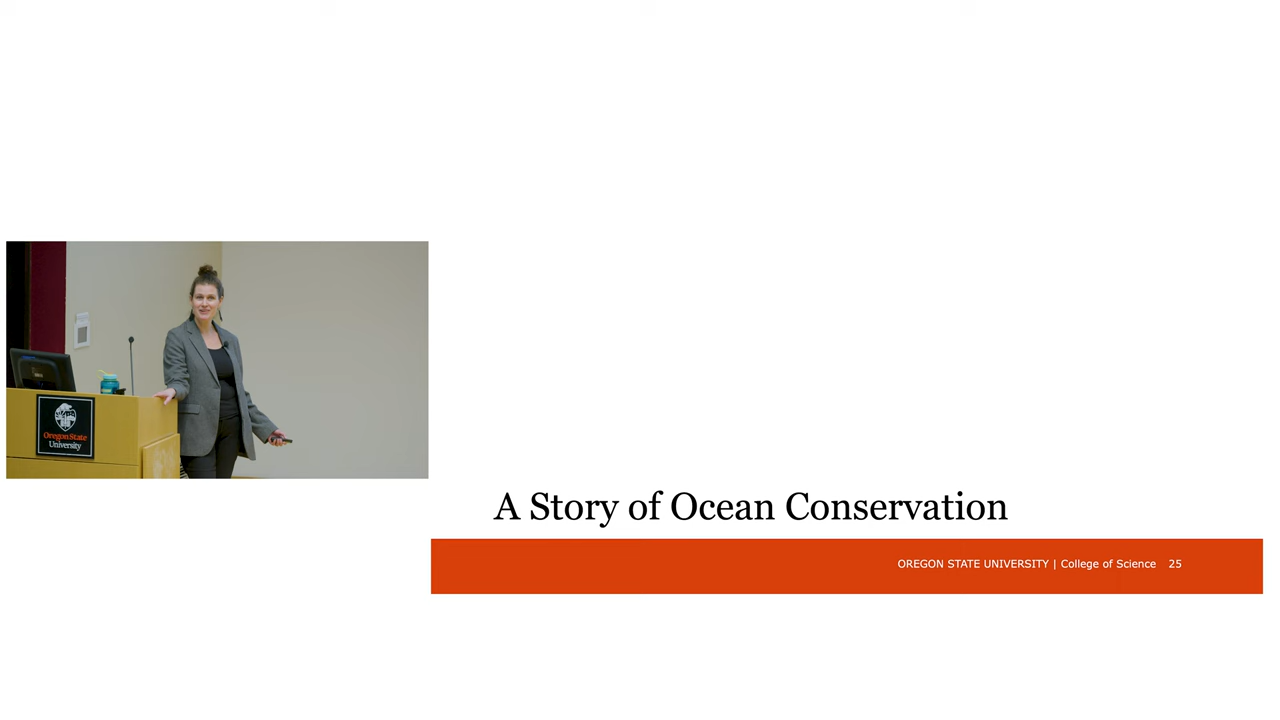 Oregon State
University
A Story of Ocean Conservation
OREGON STATE UNIVERSITY | College of Science 25